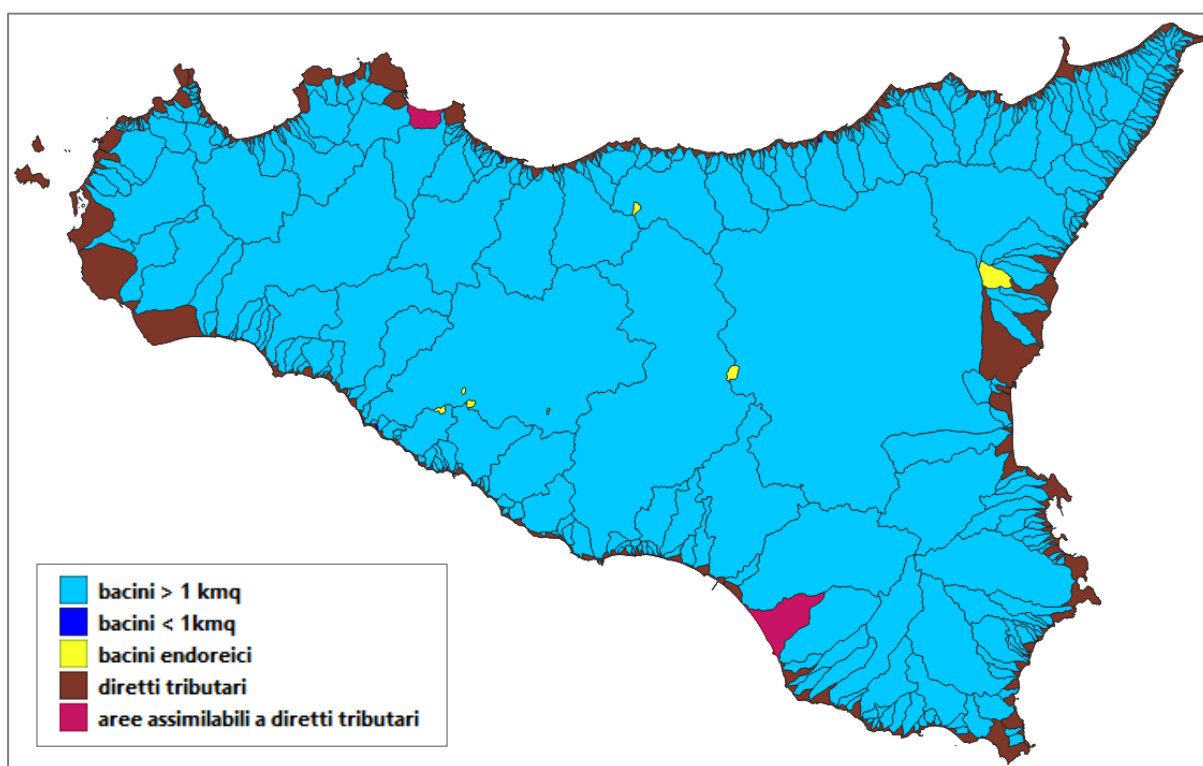 bacini > 1 kmq
bacini < 1kmq
bacini endoreici
diretti tributari
aree assimilabili a diretti tributari